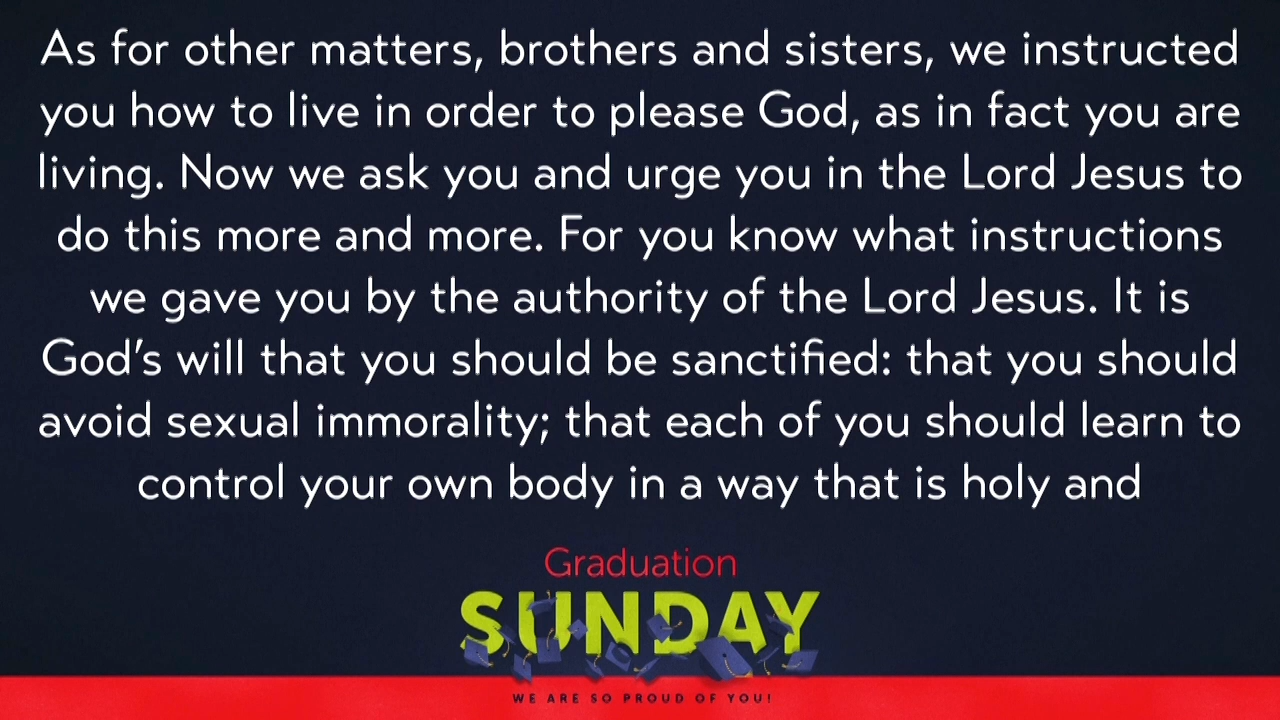 As for other matters, brothers and sisters, we instructed
you how to live in order to please God, as in fact you are
living. Now we ask you and urge you in the Lord Jesus to
do this more and more. For you know what instructions
we gave you by the authority of the Lord Jesus. It is
God's will that you should be sanctified: that you should
avoid sexual immorality; that each of you should learn to
control your own body in a way that is holy and
Graduation
SUNDAY
WE ARE SO PROUD OF YOU!